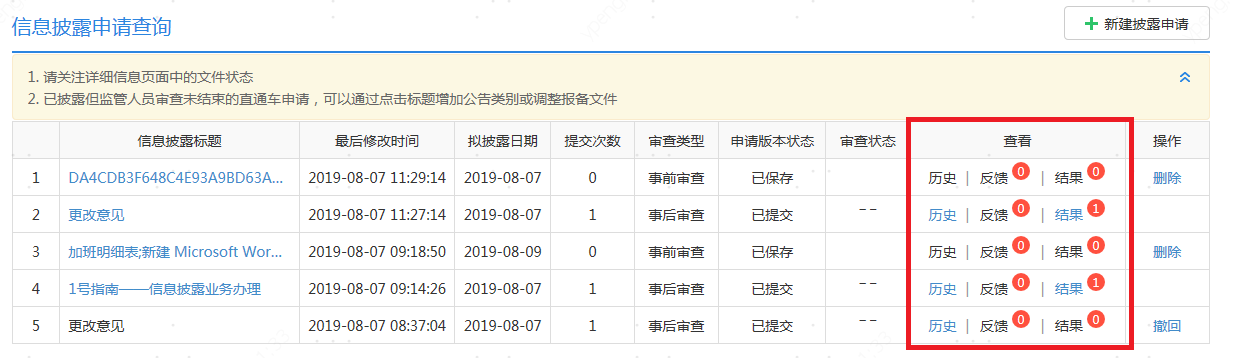 信息披露申请查询
新建披露申请
1. 请关注详细信息页面中的文件状态
2. 已披露但监管人员审查未结束的直通车申请，可以通过点击标题增加公告类别或调整报备文件
信息披露标题 最后修改时间 拟披露日期 提交次数 审查类型 申请版本状态 审查状态 查看 操作
1 DA4CDB3F648C4E93A9BD63A... 2019-08-07 11:29:14 2019-08-07 0 事前审查 已保存 历史 | 反馈 0 | 结果 0 删除
2 更改意见 2019-08-07 11:27:14 2019-08-07 1 事后审查 已提交 -- 历史 | 反馈 0 | 结果 1
3 加班明细表;新建 Microsoft Wor... 2019-08-07 09:18:50 2019-08-09 0 事前审查 已保存 历史 | 反馈 0 | 结果 0 删除
4 1号指南——信息披露业务办理 2019-08-07 09:14:26 2019-08-07 1 事后审查 已提交 -- 历史 | 反馈 0 | 结果 1
5 更改意见 2019-08-07 08:37:04 2019-08-07 1 事后审查 已提交 -- 历史 | 反馈 0 | 结果 0 撤回